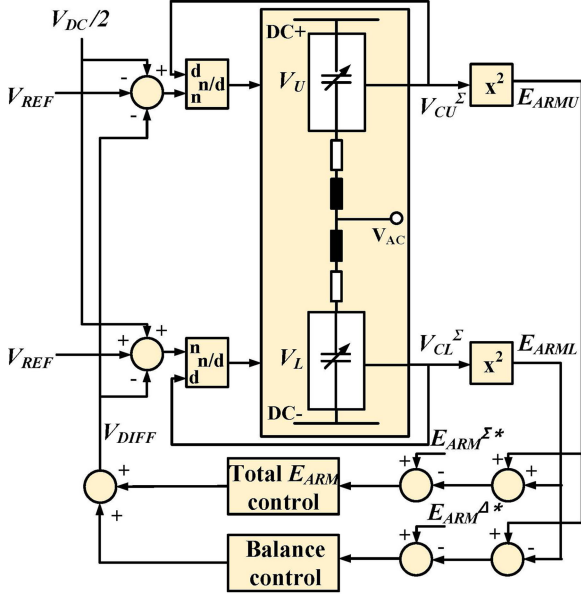 V_DC/2
DC+
- +
d
n/d
n
V_REF
-
V_U
V_CU^Σ
x²
E_ARMU
V_AC
+ +
+
-
V_REF
n
n/d
d
V_L
V_CL^Σ
x²
E_ARML
DC-
V_DIFF
E_ARM^Σ*
+
+
Total E_ARM
control
+ -
+ +
E_ARM^Δ*
+
Balance
control
+ -
+ -